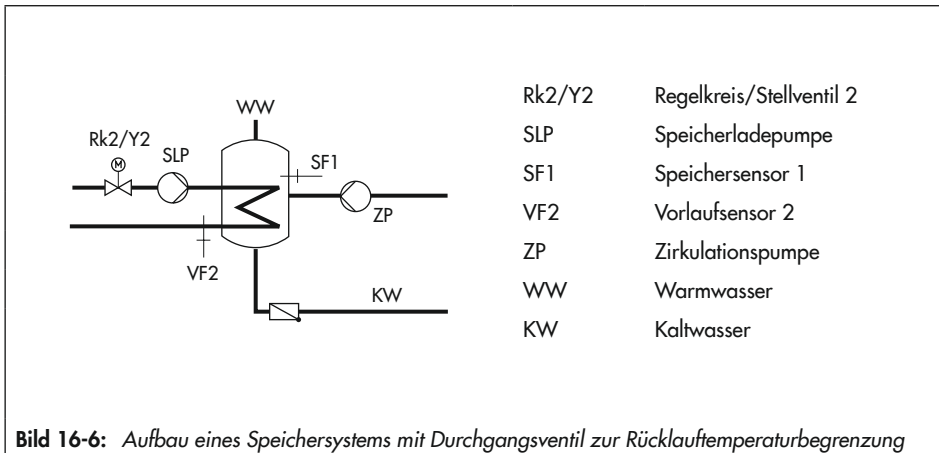 WW
Rk2/Y2
M
SLP
SF1
ZP
VF2
KW
Rk2/Y2 Regelkreis/Stellventil 2
SLP Speicherladepumpe
SF1 Speichersensor 1
VF2 Vorlaufsensor 2
ZP Zirkulationspumpe
WW Warmwasser
KW Kaltwasser
Bild 16-6: Aufbau eines Speichersystems mit Durchgangsventil zur Rücklauftemperaturbegrenzung